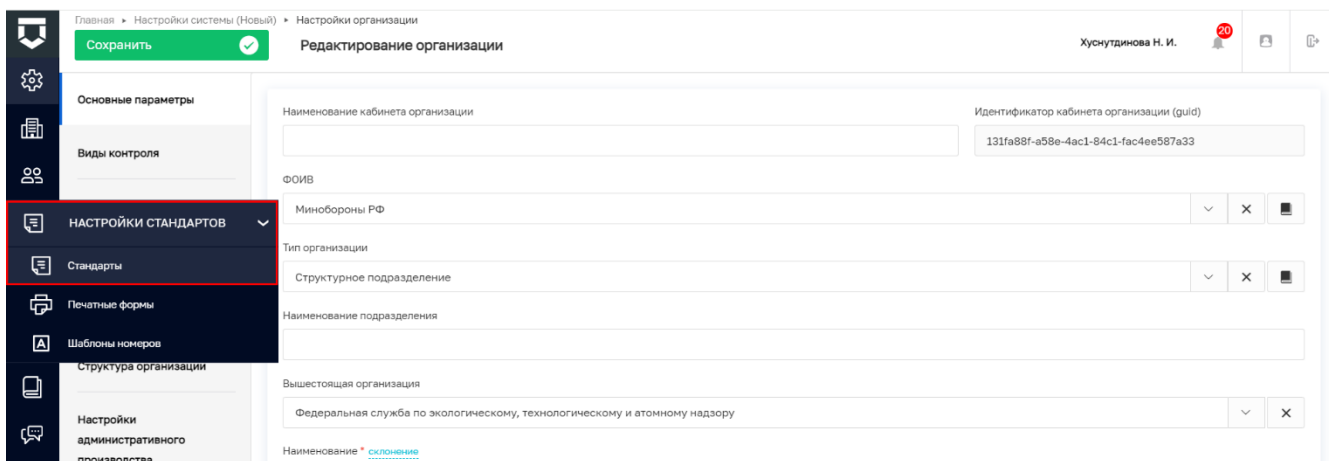 Главная ▸ Настройки системы (Новый) ▸ Настройки организации
Сохранить
Редактирование организации
Хуснутдинова Н. И.
20
Основные параметры
Виды контроля
НАСТРОЙКИ СТАНДАРТОВ
Стандарты
Печатные формы
Шаблоны номеров
Структура организации
Настройки
административного
производства
Наименование кабинета организации
Идентификатор кабинета организации (guid)
131fa88f-a58e-4ac1-84c1-fac4ee587a33
ФОИВ
Минобороны РФ
Тип организации
Структурное подразделение
Наименование подразделения
Вышестоящая организация
Федеральная служба по экологическому, технологическому и атомному надзору
Наименование * склонение